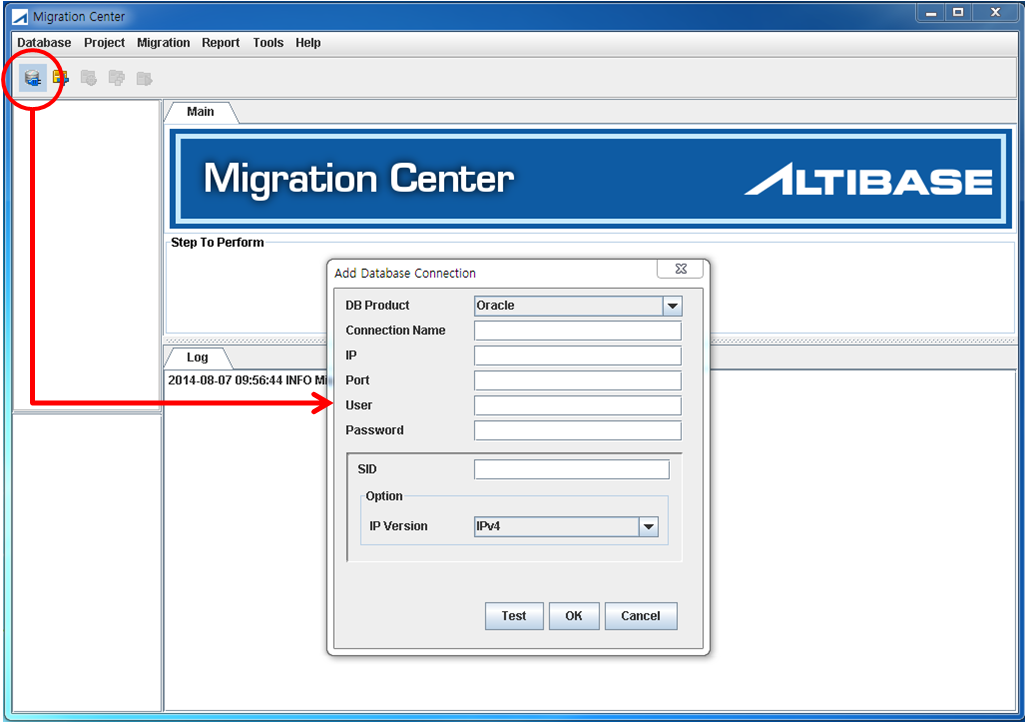 Migration Center
Database Project Migration Report Tools Help
Main
Migration Center ALTIBASE
Step To Perform
Add Database Connection
DB Product Oracle
Connection Name
IP
Port
User
Password
SID
Option
IP Version IPv4
Test OK Cancel
Log
2014-08-07 09:56:44 INFO